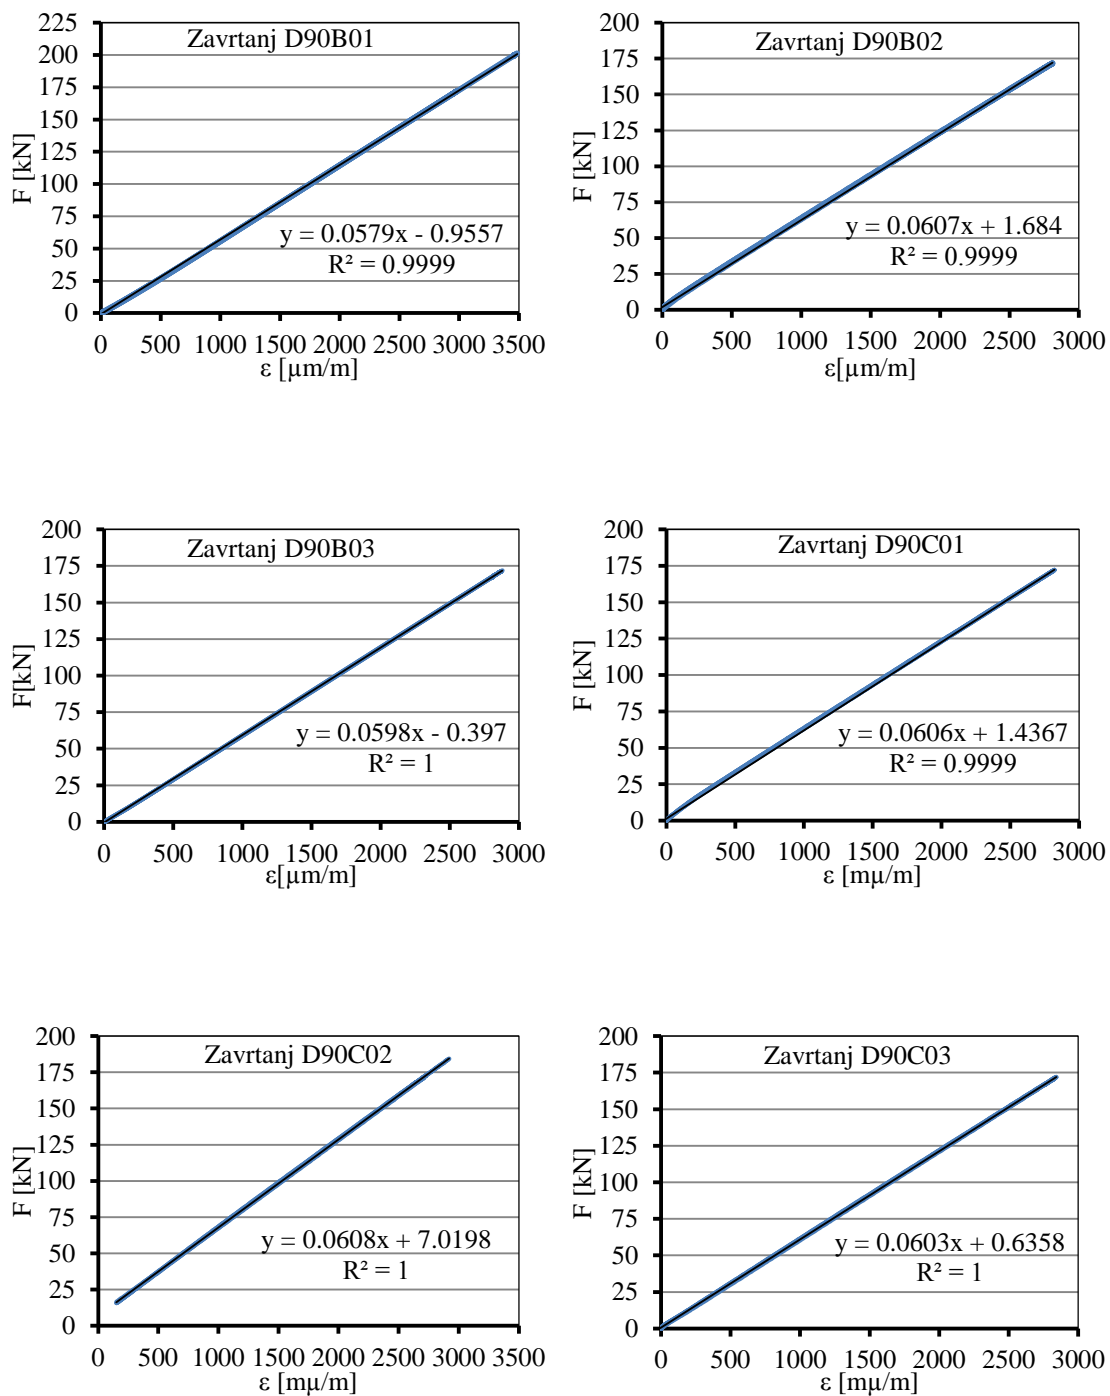 Zavrtanj D90B01
225
200
175
150
125
100
75
50
25
0
F [kN]
y = 0.0579x - 0.9557
R² = 0.9999
0 500 1000 1500 2000 2500 3000 3500
ε [µm/m]
Zavrtanj D90B02
200
175
150
125
100
75
50
25
0
F [kN]
y = 0.0607x + 1.684
R² = 0.9999
0 500 1000 1500 2000 2500 3000
ε[µm/m]
Zavrtanj D90B03
200
175
150
125
100
75
50
25
0
F[kN]
y = 0.0598x - 0.397
R² = 1
0 500 1000 1500 2000 2500 3000
ε[µm/m]
Zavrtanj D90C01
200
175
150
125
100
75
50
25
0
F [kN]
y = 0.0606x + 1.4367
R² = 0.9999
0 500 1000 1500 2000 2500 3000
ε [mµ/m]
Zavrtanj D90C02
200
175
150
125
100
75
50
25
0
F [kN]
y = 0.0608x + 7.0198
R² = 1
0 500 1000 1500 2000 2500 3000 3500
ε [mµ/m]
Zavrtanj D90C03
200
175
150
125
100
75
50
25
0
F [kN]
y = 0.0603x + 0.6358
R² = 1
0 500 1000 1500 2000 2500 3000
ε [mµ/m]